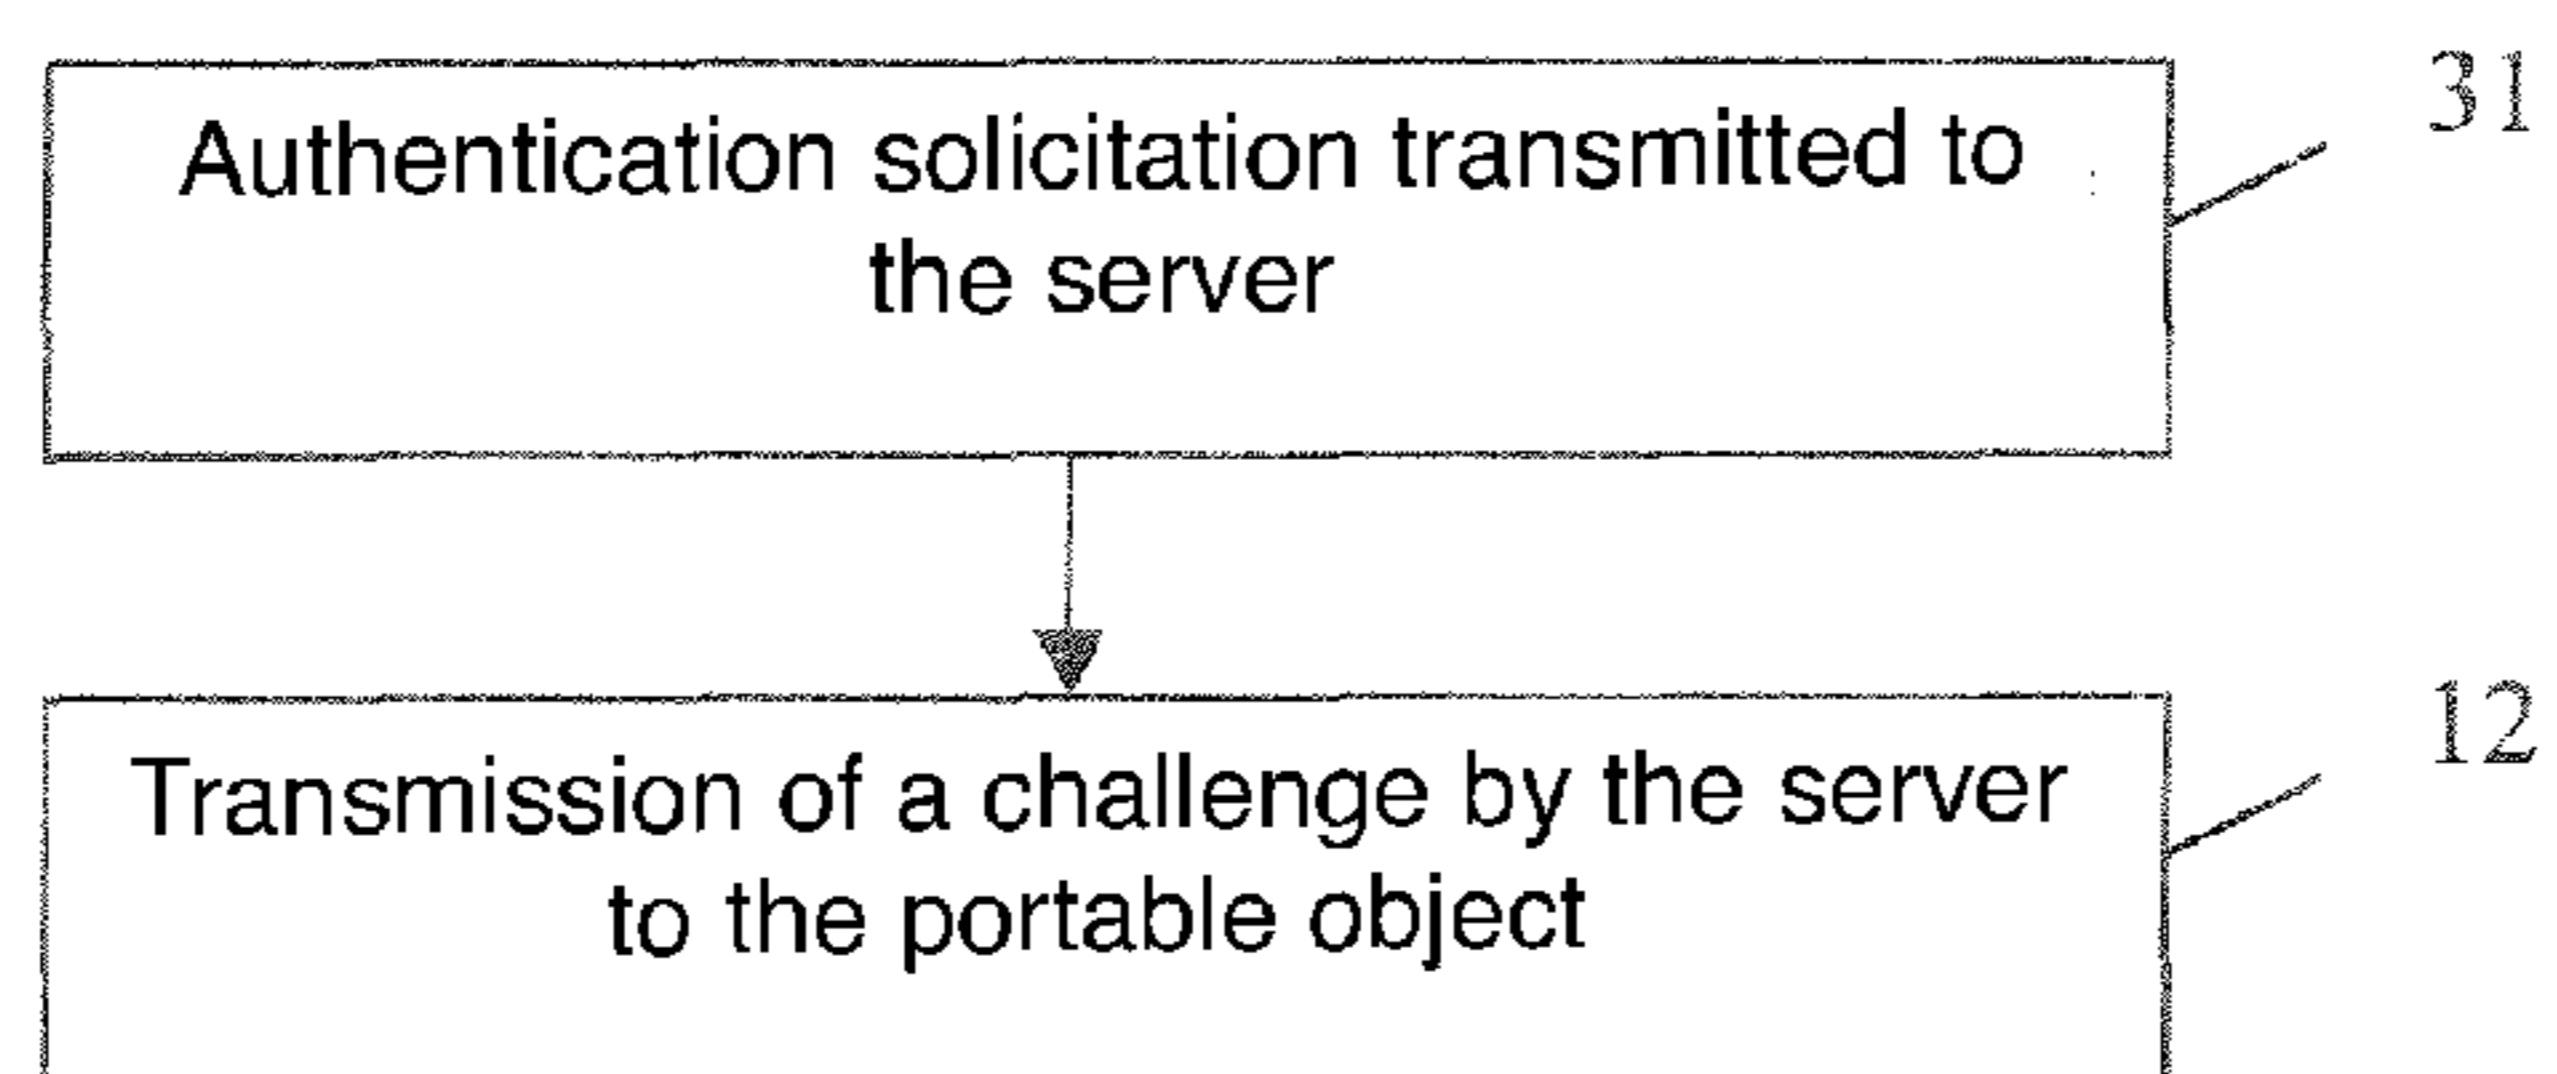 31
Authentication solicitation transmitted to
the server
12
Transmission of a challenge by the server
to the portable object